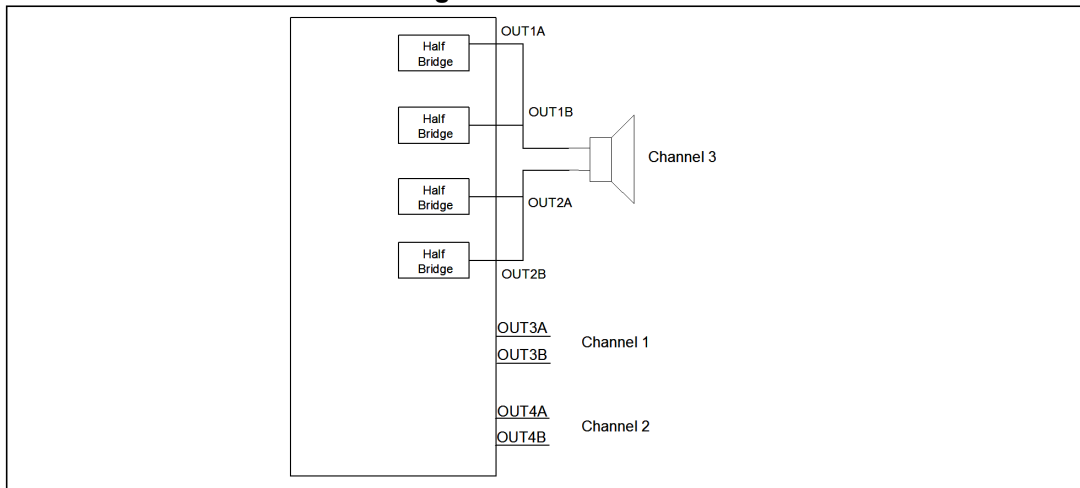 OUT1A
Half
Bridge
OUT1B
Half
Bridge
Channel 3
Half
Bridge
OUT2A
Half
Bridge
OUT2B
OUT3A
Channel 1
OUT3B
OUT4A
Channel 2
OUT4B